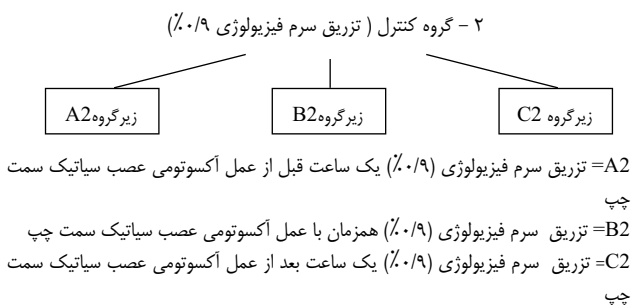 ۲ – گروه کنترل ( تزریق سرم فیزیولوژی ۰/۹٪)
زیرگروه C2
زیرگروهB2
زیرگروهA2
A2= تزریق سرم فیزیولوژی (۰/۹٪) یک ساعت قبل از عمل آکسوتومی عصب سیاتیک سمت
چپ
B2= تزریق سرم فیزیولوژی (۰/۹٪) همزمان با عمل آکسوتومی عصب سیاتیک سمت چپ
C2= تزریق سرم فیزیولوژی (۰/۹٪) یک ساعت بعد از عمل آکسوتومی عصب سیاتیک سمت
چپ